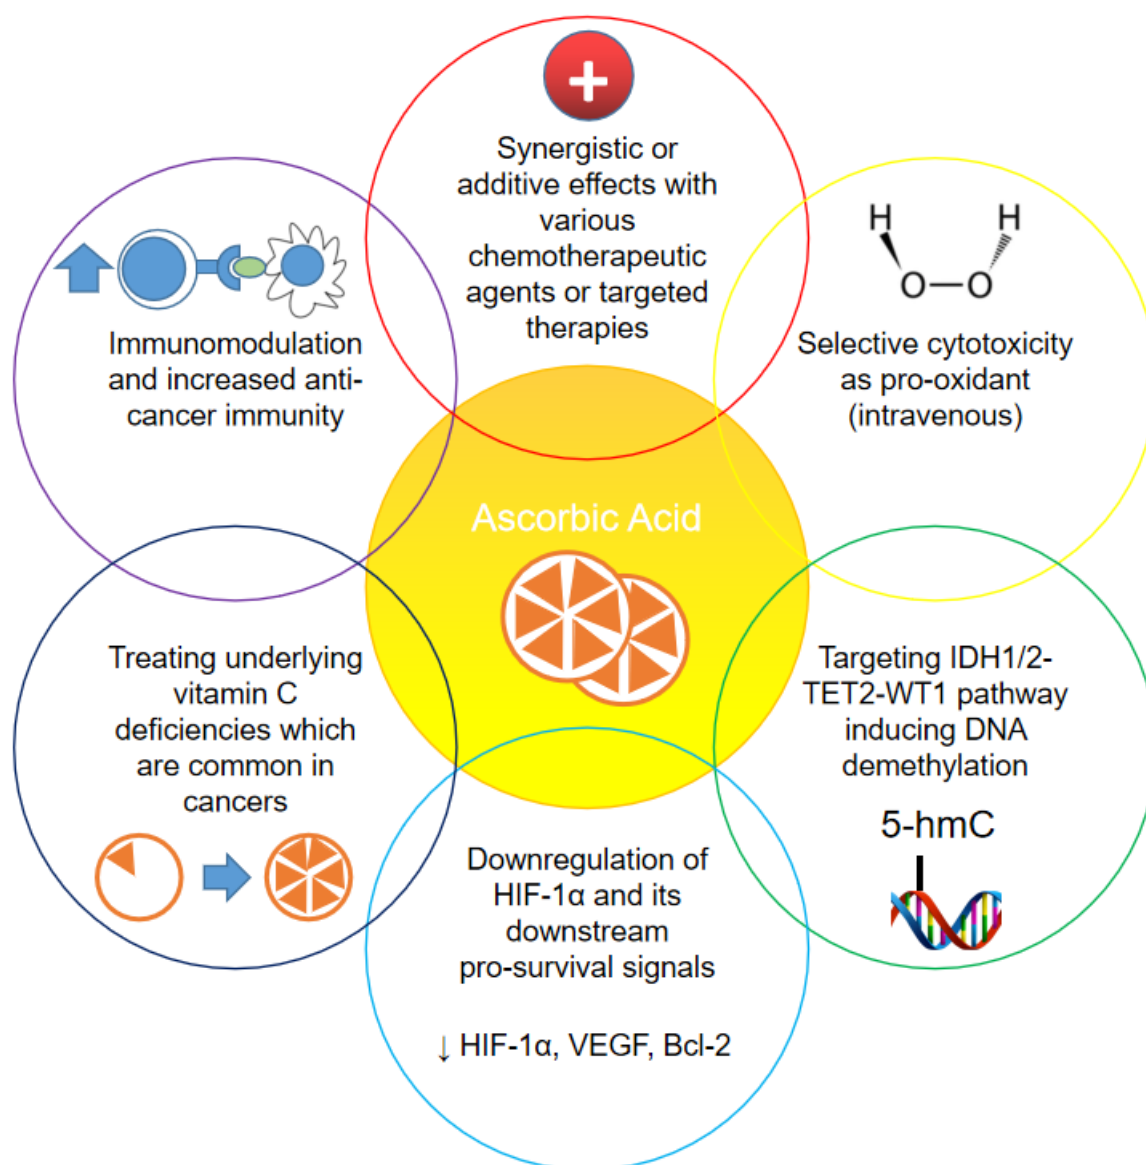 +
Synergistic or
additive effects with
various
chemotherapeutic
agents or targeted
therapies
H H
O O
Selective cytotoxicity
as pro-oxidant
(intravenous)
Immunomodulation
and increased anti-
cancer immunity
Ascorbic Acid
Treating underlying
vitamin C
deficiencies which
are common in
cancers
Targeting IDH1/2-
TET2-WT1 pathway
inducing DNA
demethylation
5-hmC
Downregulation of
HIF-1α and its
downstream
pro-survival signals
↓ HIF-1α, VEGF, Bcl-2